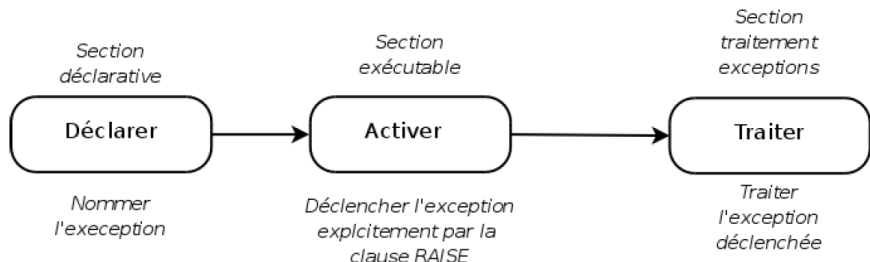 Section
déclarative
Section
exécutable
Section
traitement
exceptions
Déclarer
Activer
Traiter
Nommer
l'exeception
Déclencher l'exception
explcitement par la
clause RAISE
Traiter
l'exception
déclenchée